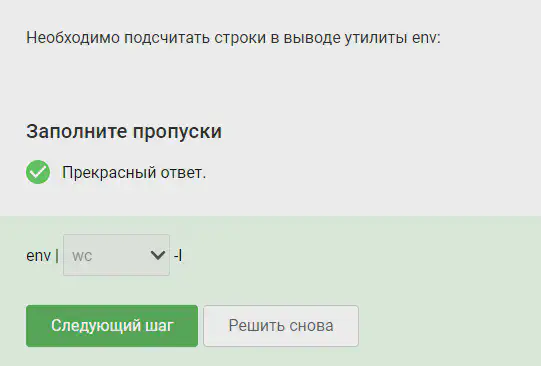 Необходимо подсчитать строки в выводе утилиты env:
Заполните пропуски
Прекрасный ответ.
env | wc -l
Следующий шаг Решить снова